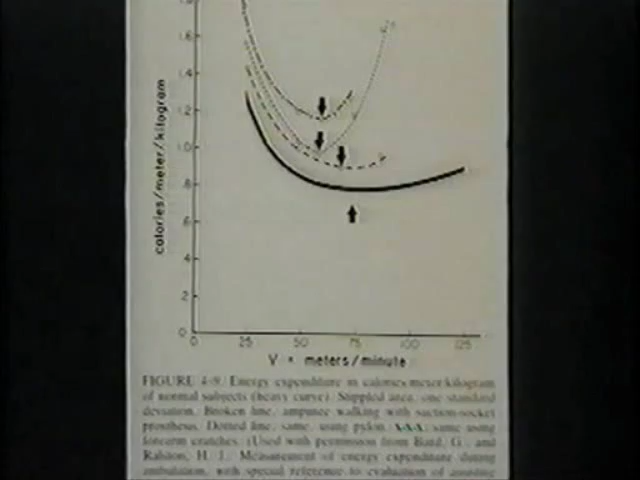 1.8
1.6
1.4
1.2
1.0
.8
.6
.4
.2
0
calories/meter/kilogram
0 25 50 75 100 125
V = meters/minute
FIGURE 4-9. Energy expenditure in calories/meter/kilogram
of normal subjects (heavy curve). Stippled area, one standard
deviation. Broken line, amputee walking with suction-socket
prosthesis. Dotted line, same, using pylon. same using
forearm crutches. (Used with permission from Bard, G., and
Ralston, H. J.: Measurement of energy expenditure during
ambulation, with special reference to evaluation of assistive